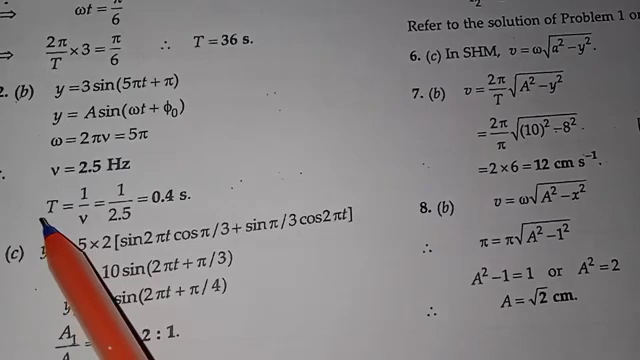 ⇒ ωt = π/6
⇒ 2π/T × 3 = π/6 ∴ T = 36 s.
2. (b) y = 3 sin(5πt + π)
y = A sin(ωt + ϕ₀)
ω = 2πν = 5π
ν = 2.5 Hz
T = 1/ν = 1/2.5 = 0.4 s.
(c) 5 × 2 [sin 2πt cos π/3 + sin π/3 cos 2πt]
10 sin(2πt + π/3)
sin(2πt + π/4)
A₁ = 2 : 1.
Refer to the solution of Problem 1
6. (c) In SHM, υ = ω√(a² − y²).
7. (b) υ = 2π/T √(A² − y²)
= 2π/π √((10)² − 8²)
= 2 × 6 = 12 cm s⁻¹.
8. (b) υ = ω√(A² − x²)
∴ π = π√(A² − 1²)
A² − 1 = 1 or A² = 2
∴ A = √2 cm.